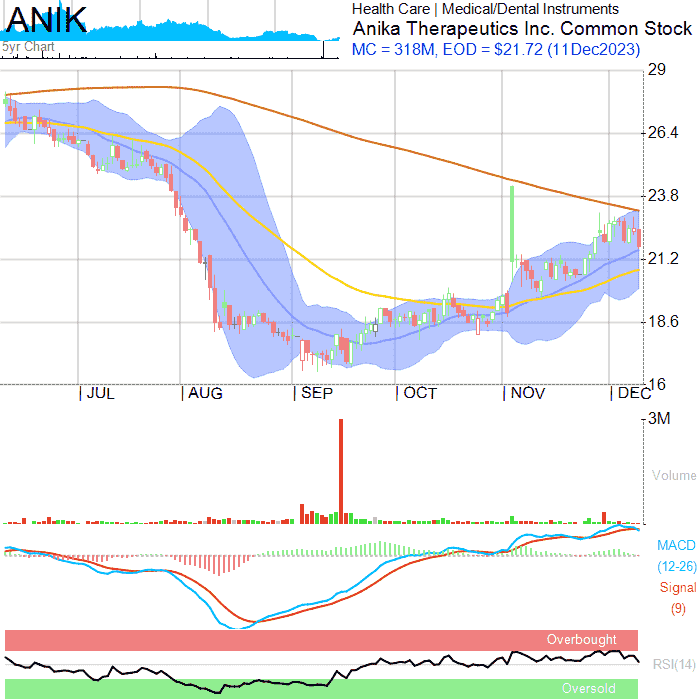 ANIK
5yr Chart
Health Care | Medical/Dental Instruments
Anika Therapeutics Inc. Common Stock
MC = 318M, EOD = $21.72 (11Dec2023)
29
26.4
23.8
21.2
18.6
16
| JUL | AUG | SEP | OCT | NOV | DEC
3M
Volume
MACD
(12-26)
Signal
(9)
Overbought
RSI(14)
Oversold